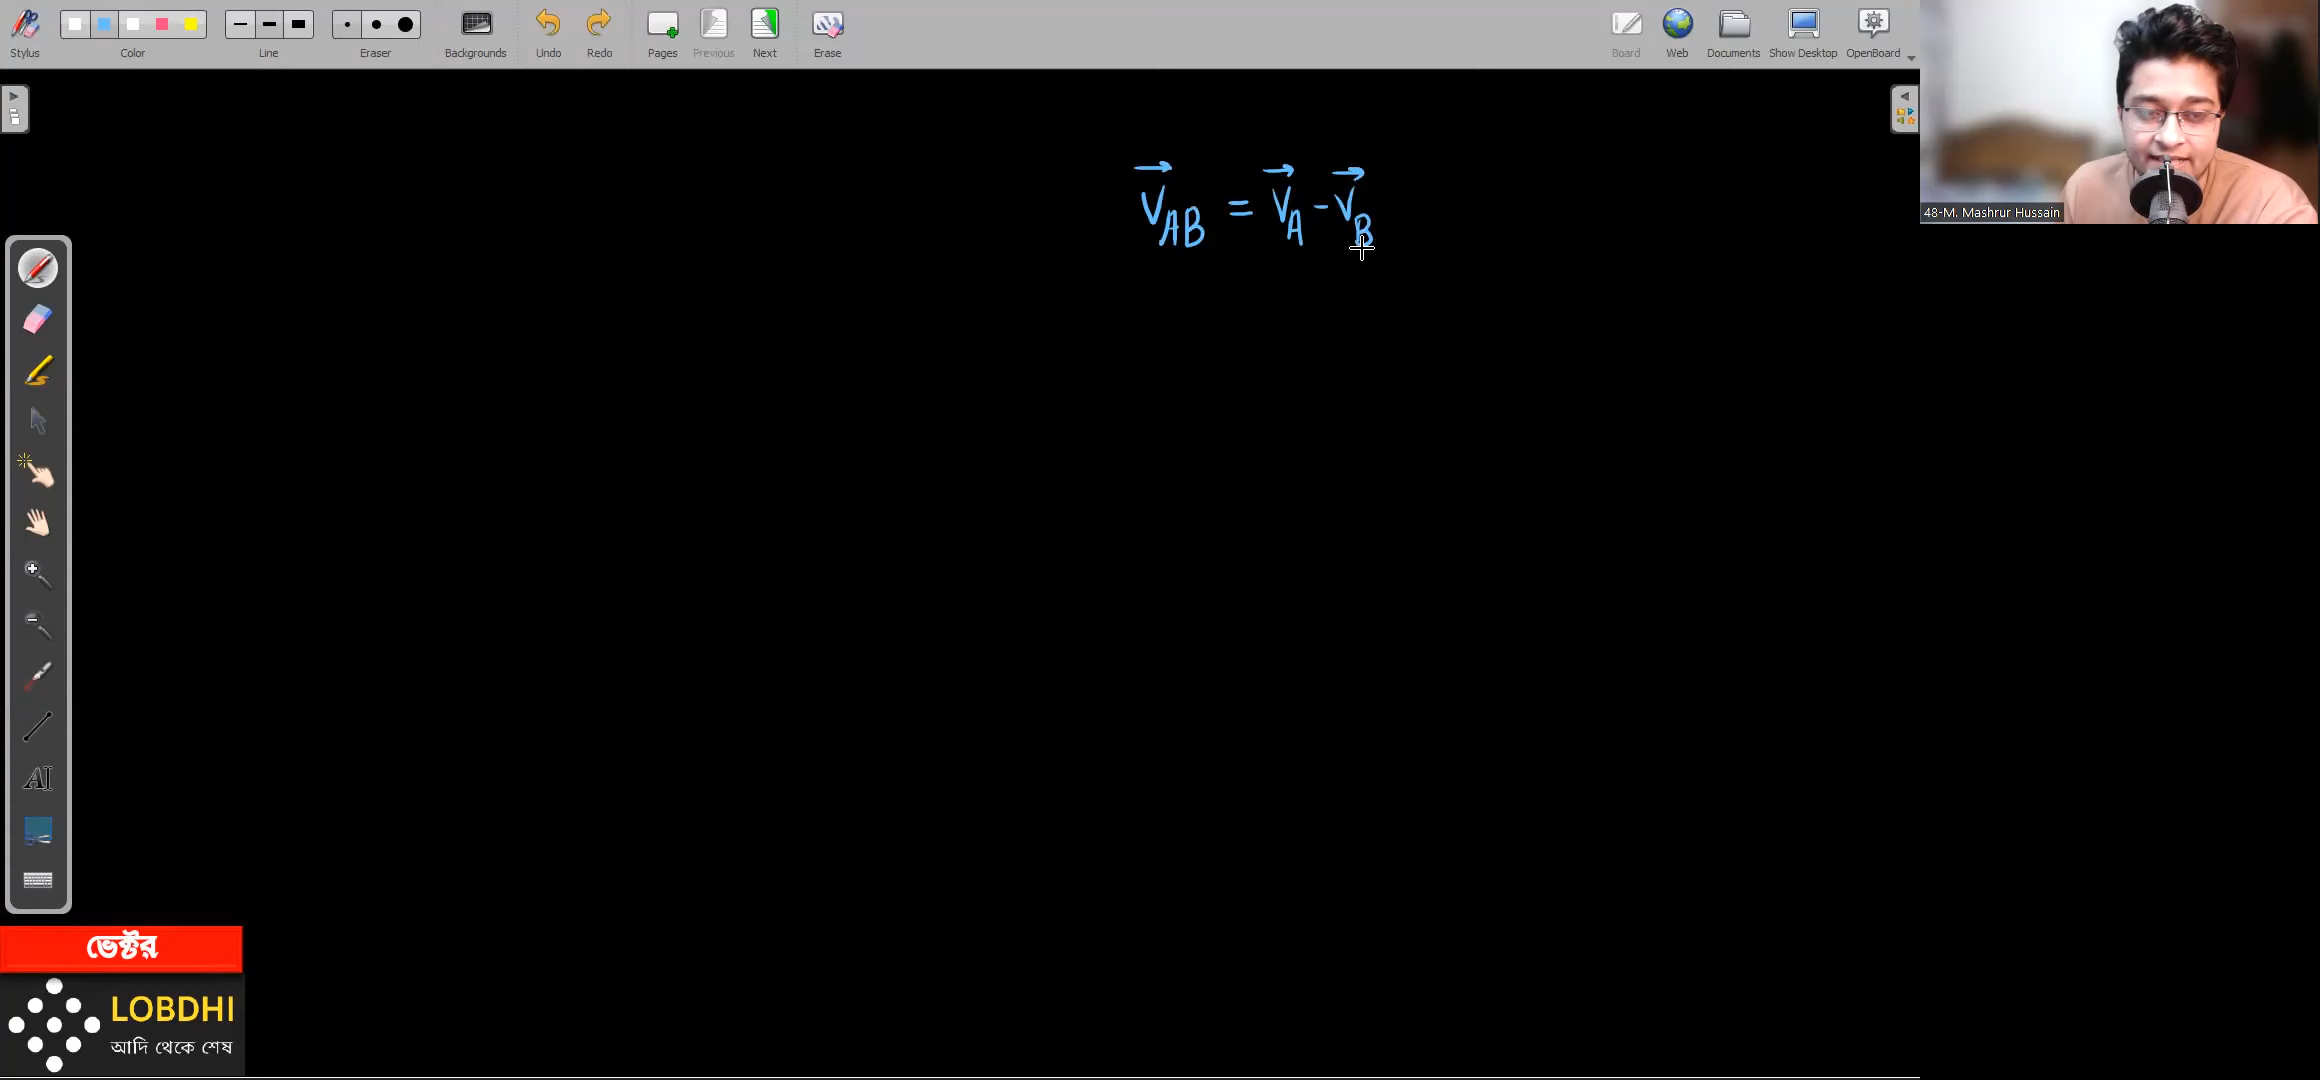 Stylus
Color
Line
Eraser
Backgrounds
Undo
Redo
Pages
Previous
Next
Erase
Board
Web
Documents
Show Desktop
OpenBoard
48-M. Mashrur Hussain
V⃗AB = V⃗A - V⃗B
AI
ভেক্টর
LOBDHI
আদি থেকে শেষ